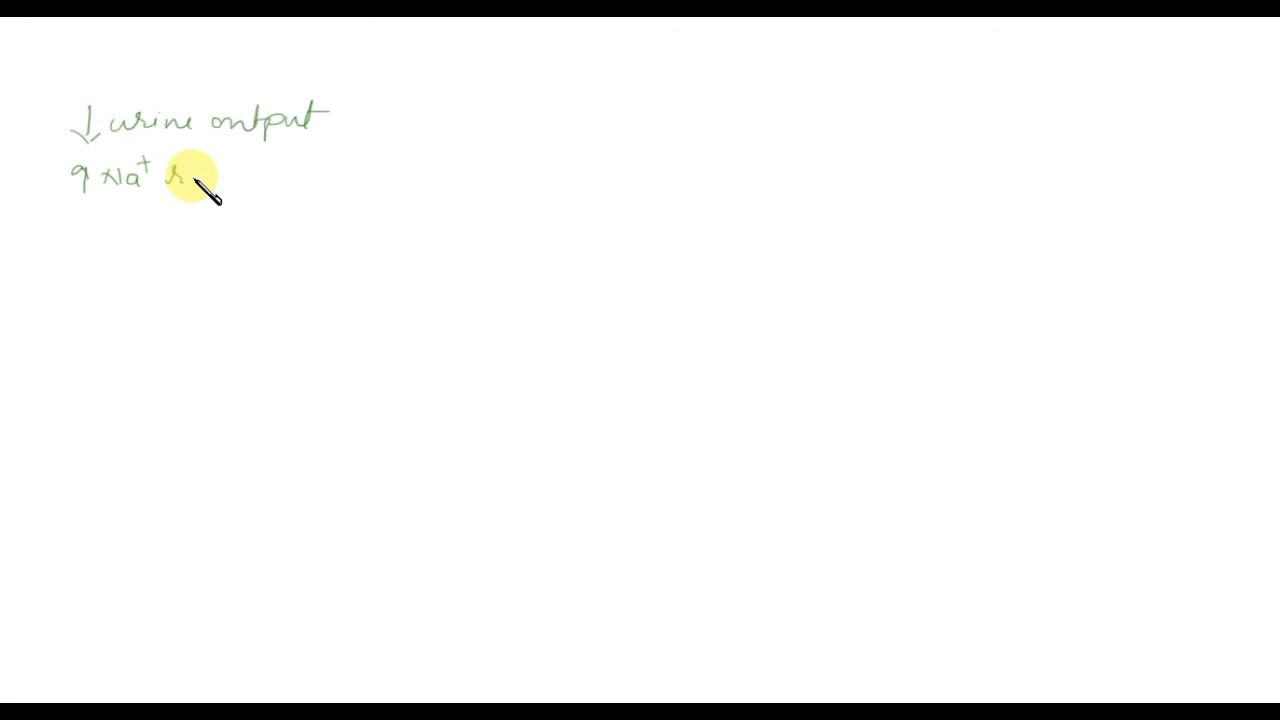 ↓ urine output
↑ Na⁺ r